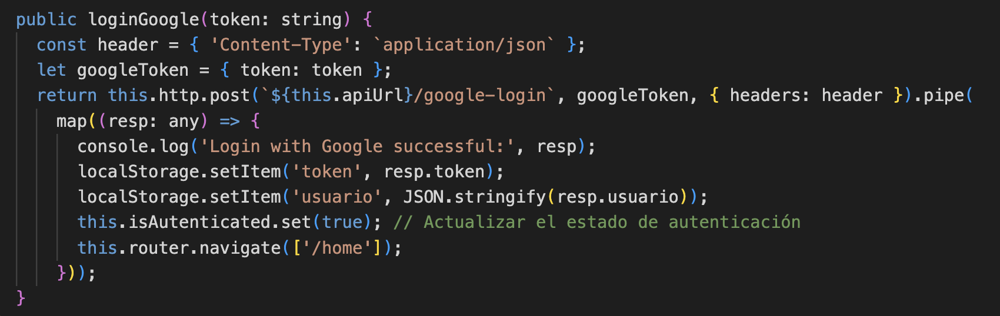 public loginGoogle(token: string) {
const header = { 'Content-Type': `application/json` };
let googleToken = { token: token };
return this.http.post(`${this.apiUrl}/google-login`, googleToken, { headers: header }).pipe(
map((resp: any) => {
console.log('Login with Google successful:', resp);
localStorage.setItem('token', resp.token);
localStorage.setItem('usuario', JSON.stringify(resp.usuario));
this.isAutenticated.set(true); // Actualizar el estado de autenticación
this.router.navigate(['/home']);
}));
}